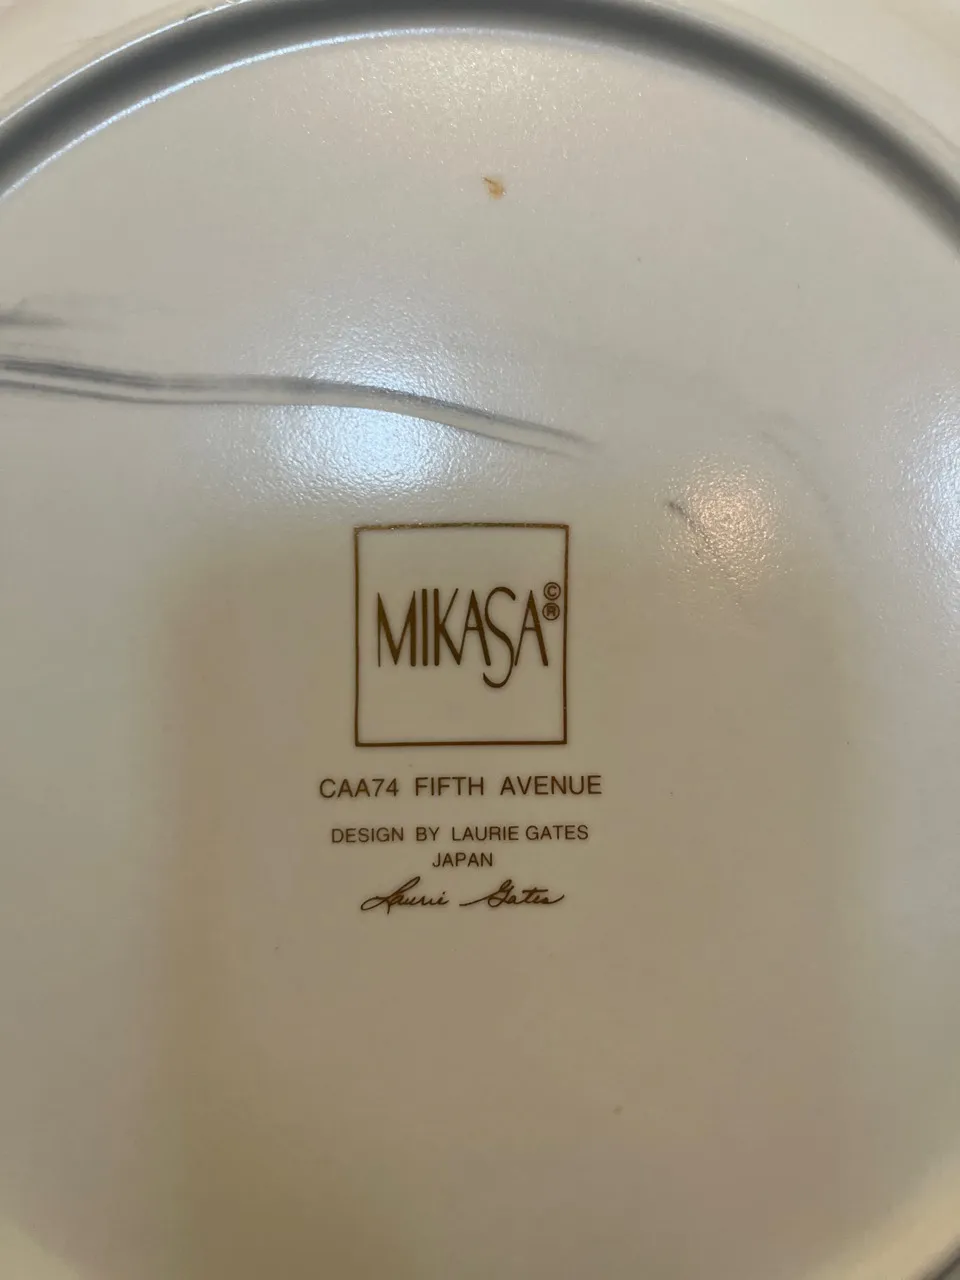 MIKASA©®
CAA74 FIFTH AVENUE
DESIGN BY LAURIE GATES
JAPAN
Laurie Gates